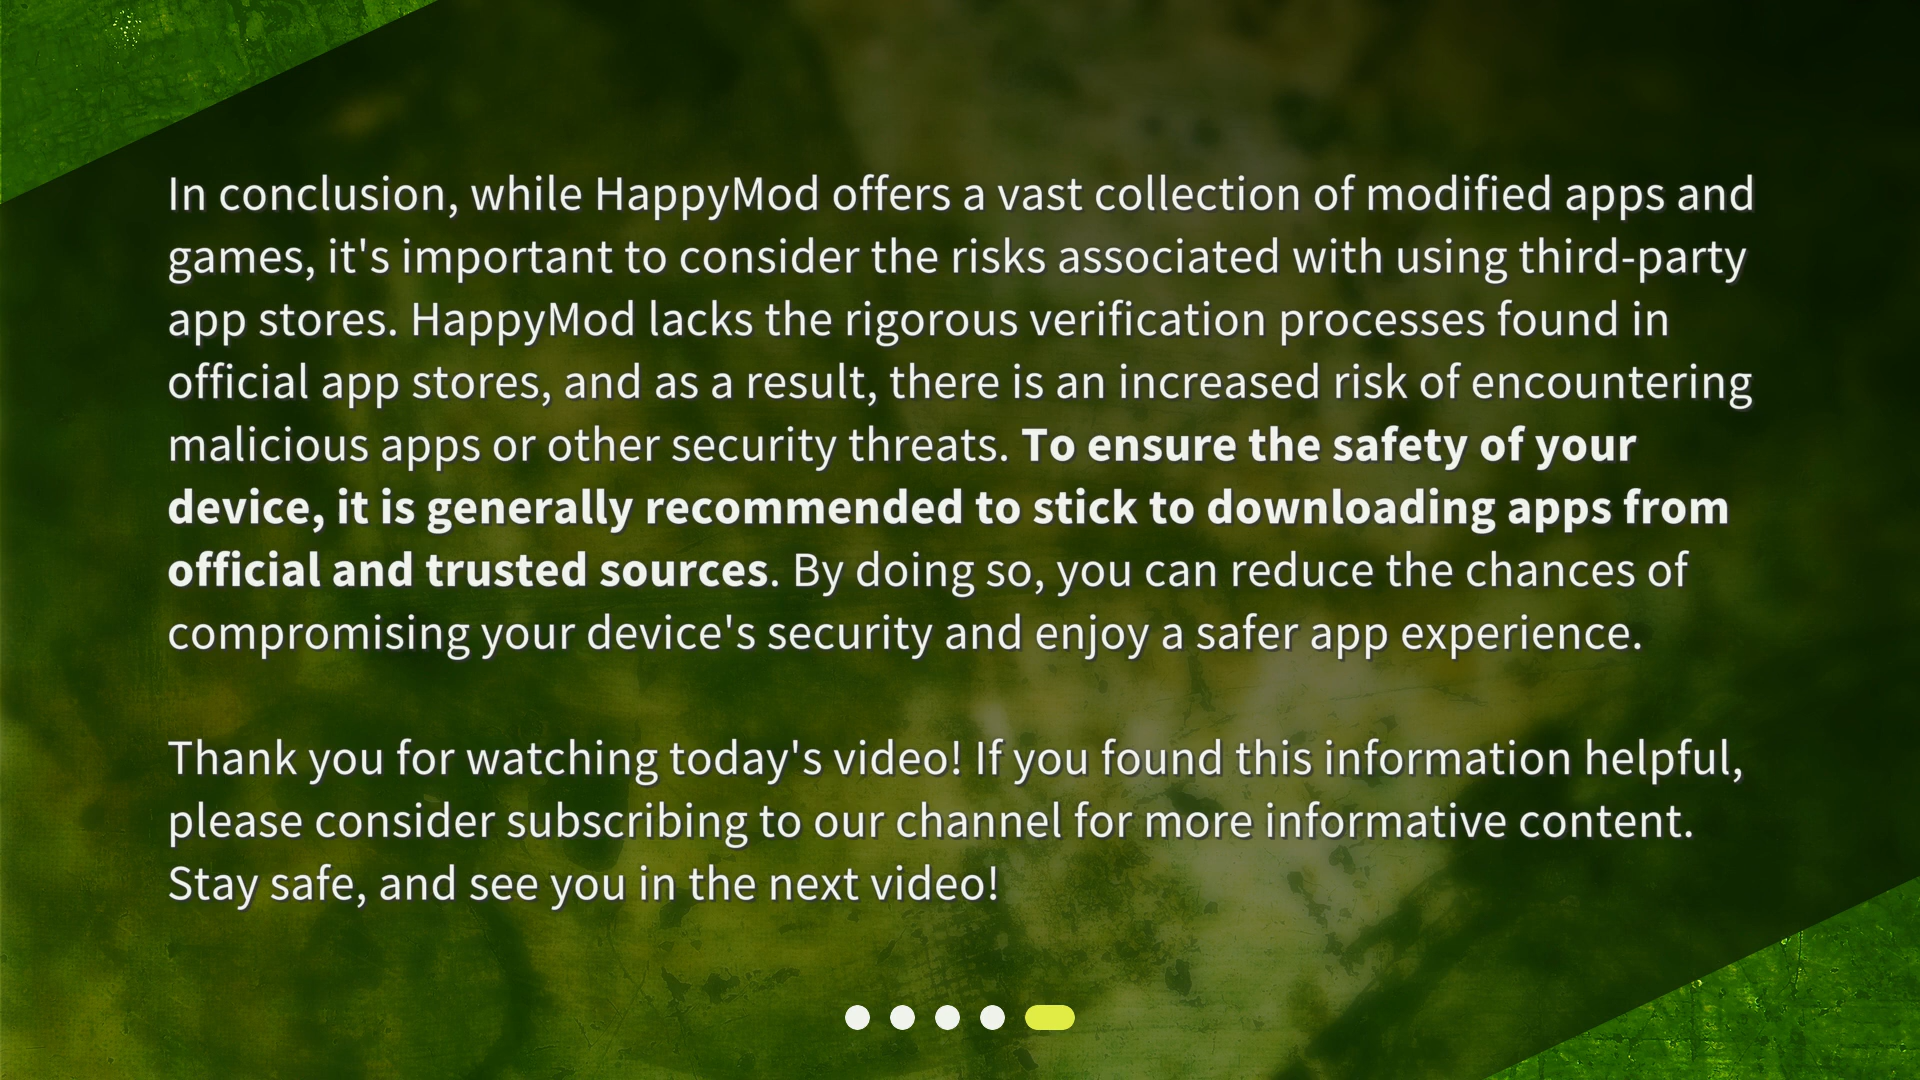 In conclusion, while HappyMod offers a vast collection of modified apps and
games, it's important to consider the risks associated with using third-party
app stores. HappyMod lacks the rigorous verification processes found in
official app stores, and as a result, there is an increased risk of encountering
malicious apps or other security threats. To ensure the safety of your
device, it is generally recommended to stick to downloading apps from
official and trusted sources. By doing so, you can reduce the chances of
compromising your device's security and enjoy a safer app experience.
Thank you for watching today's video! If you found this information helpful,
please consider subscribing to our channel for more informative content.
Stay safe, and see you in the next video!